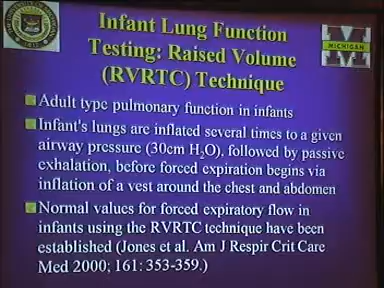 Infant Lung Function
Testing: Raised Volume
(RVRTC) Technique
MICHIGAN
Adult type pulmonary function in infants
Infant's lungs are inflated several times to a given
airway pressure (30cm H2O), followed by passive
exhalation, before forced expiration begins via
inflation of a vest around the chest and abdomen
Normal values for forced expiratory flow in
infants using the RVRTC technique have been
established (Jones et al. Am J Respir Crit Care
Med 2000; 161: 353-359.)